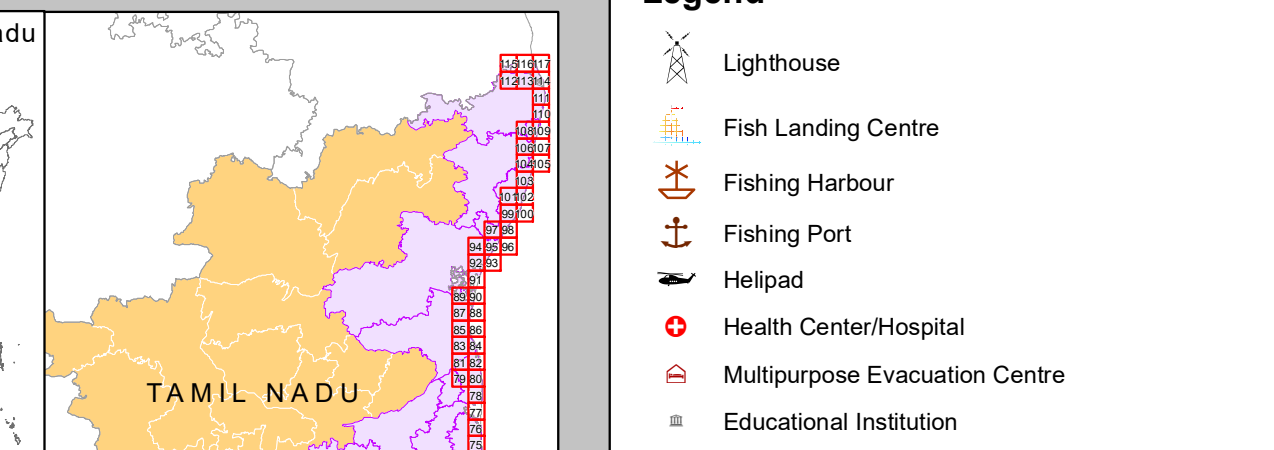 Legend
adu
Lighthouse
Fish Landing Centre
Fishing Harbour
Fishing Port
Helipad
Health Center/Hospital
Multipurpose Evacuation Centre
Educational Institution
115 116 117
112 113 114
111
110
108 109
106 107
104 105
103
101 102
99 100
97 98
94 95 96
92 93
91
89 90
87 88
85 86
83 84
81 82
79 80
78
77
76
75
TAMIL NADU